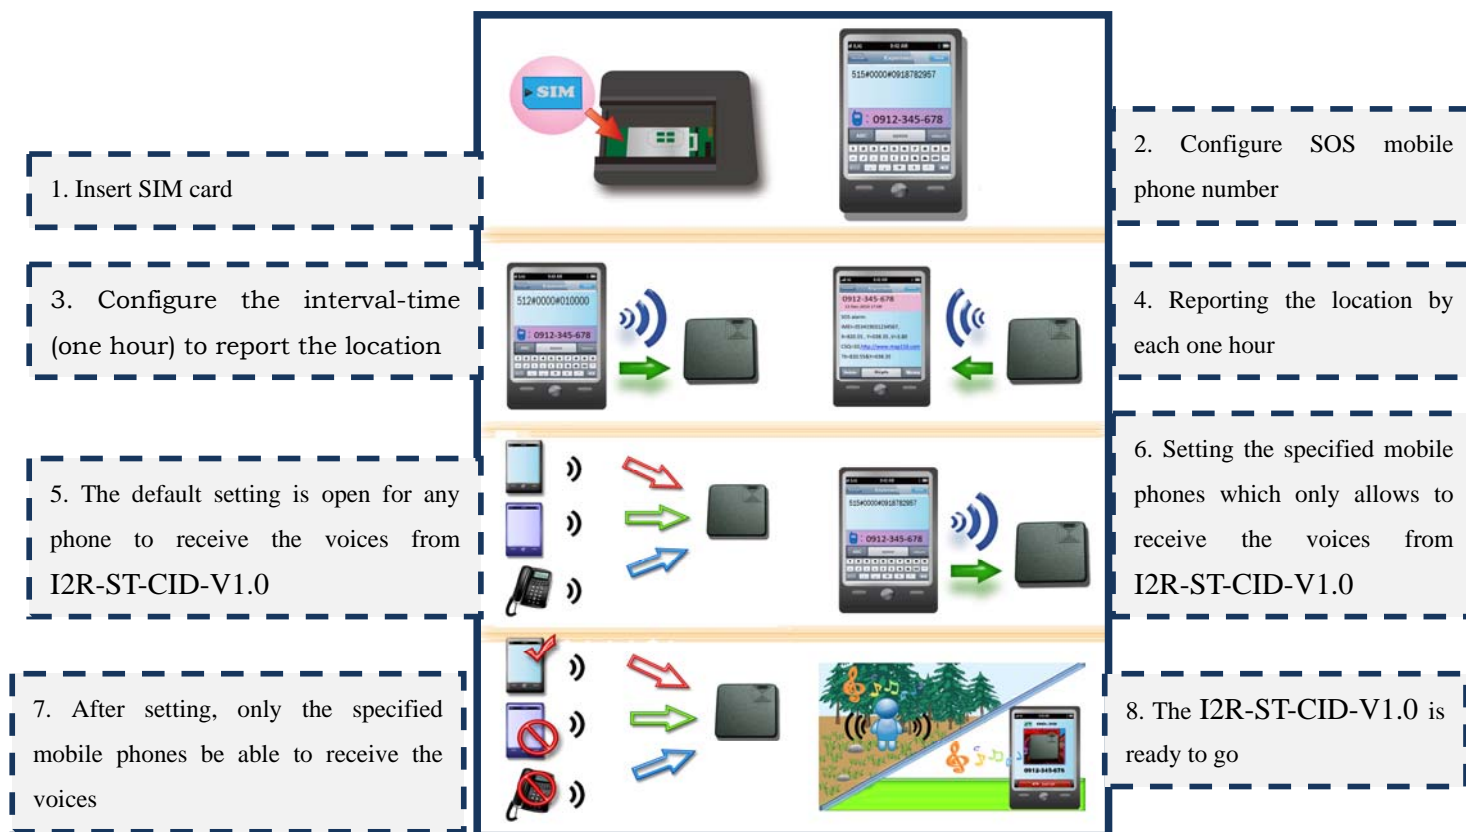 SIM
515#0000#0918782957
: 0912-345-678
1. Insert SIM card
2. Configure SOS mobile
phone number
3. Configure the interval-time
(one hour) to report the location
512#0000#010000
: 0912-345-678
0912-345-678
SOS alarm
4. Reporting the location by
each one hour
5. The default setting is open for any
phone to receive the voices from
I2R-ST-CID-V1.0
515#0000#0918782957
: 0912-345-678
6. Setting the specified mobile
phones which only allows to
receive the voices from
I2R-ST-CID-V1.0
7. After setting, only the specified
mobile phones be able to receive the
voices
0912-345-678
8. The I2R-ST-CID-V1.0 is
ready to go